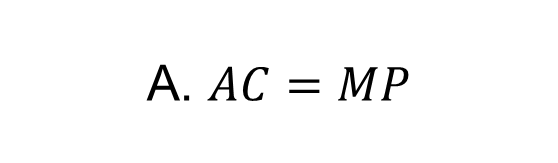 A. AC = MP